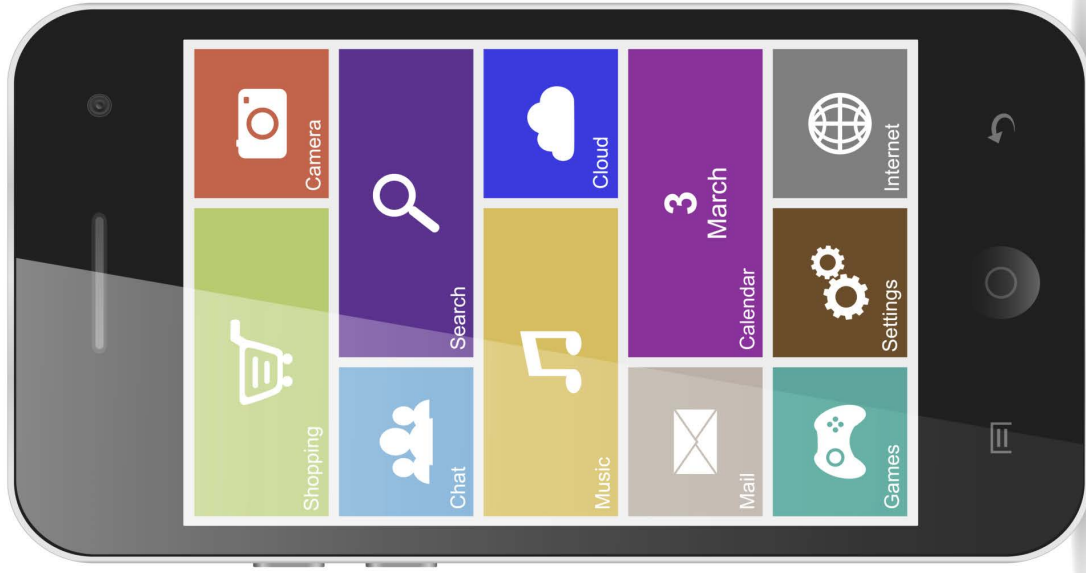 Shopping
Camera
Chat
Search
Music
Cloud
Mail
3
March
Calendar
Games
Settings
Internet